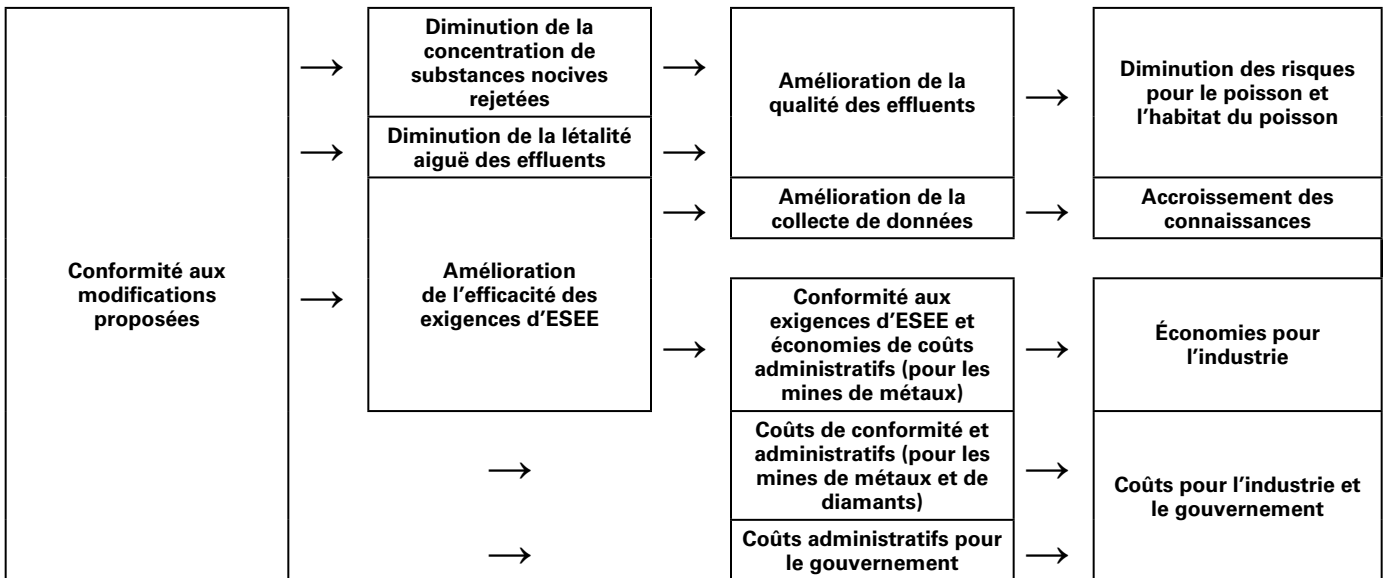 Conformité aux
modifications
proposées
→
Diminution de la
concentration de
substances nocives
rejetées
→
→
Diminution de la létalité
aiguë des effluents
→
Amélioration de la
qualité des effluents
→
Diminution des risques
pour le poisson et
l'habitat du poisson
→
Amélioration
de l'efficacité des
exigences d'ESEE
→
Amélioration de la
collecte de données
→
Accroissement des
connaissances
→
Conformité aux
exigences d'ESEE et
économies de coûts
administratifs (pour les
mines de métaux)
→
Économies pour
l'industrie
→
Coûts de conformité et
administratifs (pour les
mines de métaux et de
diamants)
→
→
Coûts administratifs pour
le gouvernement
→
Coûts pour l'industrie et
le gouvernement